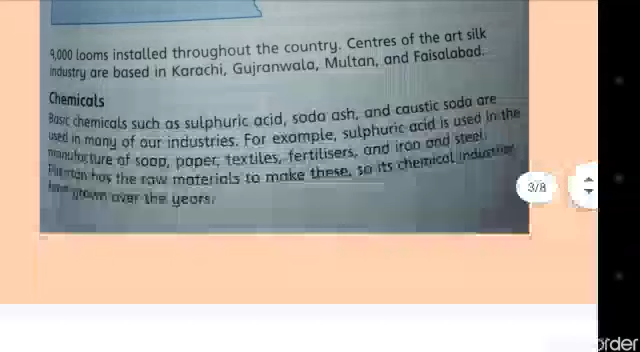 9,000 looms installed throughout the country. Centres of the art silk
industry are based in Karachi, Gujranwala, Multan, and Faisalabad.
Chemicals
Basic chemicals such as sulphuric acid, soda ash, and caustic soda are
used in many of our industries. For example, sulphuric acid is used in the
manufacture of soap, paper, textiles, fertilisers, and iron and steel.
Pakistan has the raw materials to make these, so its chemical industries
have grown over the years.
3/8